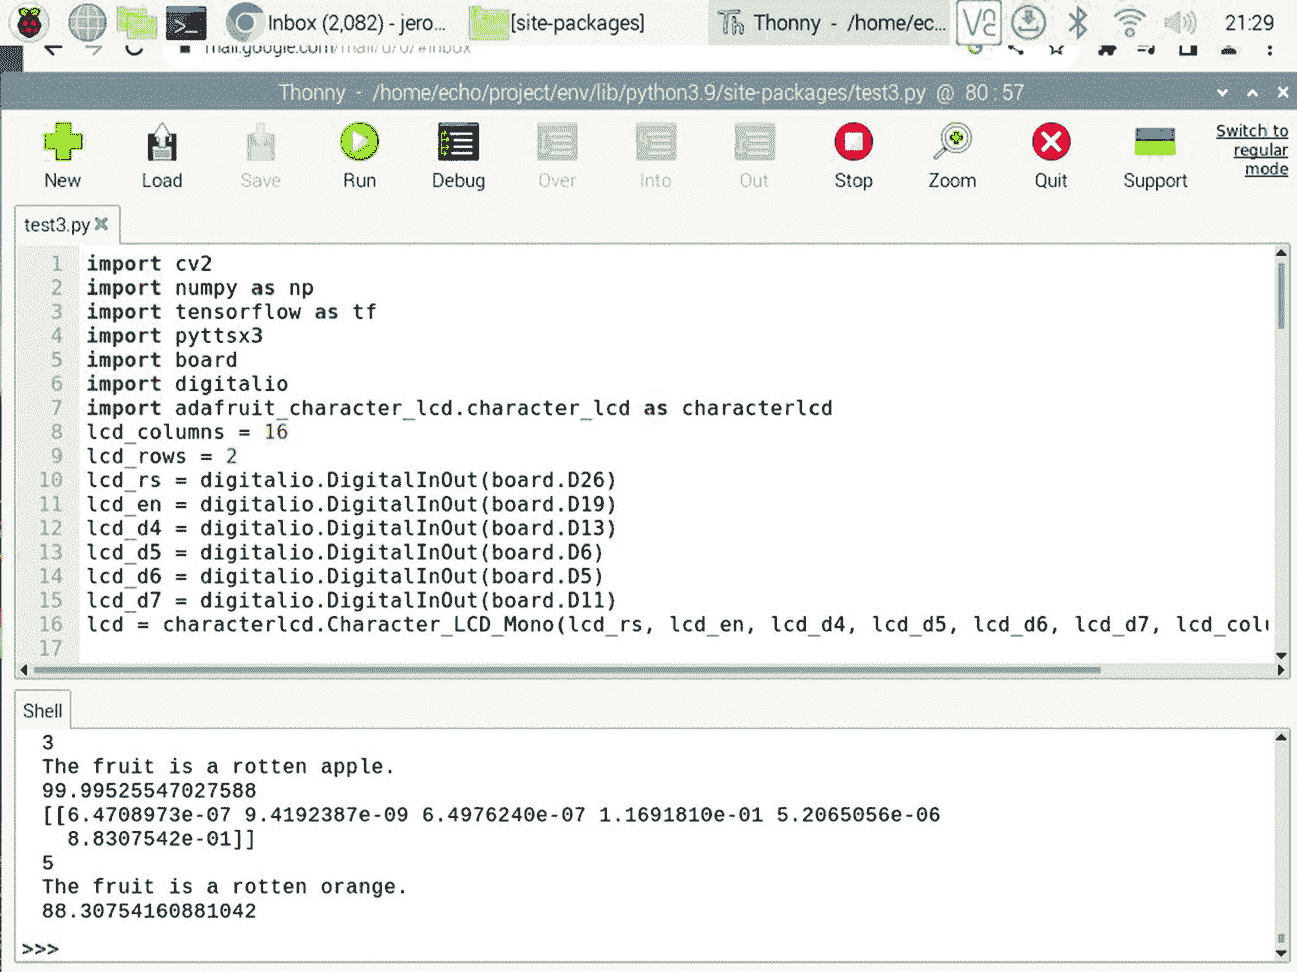 Inbox (2,082) - jero...
[site-packages]
Thonny - /home/ec...
21:29
mail.google.com/mail/u/0/#inbox
Thonny - /home/echo/project/env/lib/python3.9/site-packages/test3.py @ 80 : 57
New
Load
Save
Run
Debug
Over
Into
Out
Stop
Zoom
Quit
Support
Switch to
regular
mode
test3.py
1 import cv2
2 import numpy as np
3 import tensorflow as tf
4 import pyttsx3
5 import board
6 import digitalio
7 import adafruit_character_lcd.character_lcd as characterlcd
8 lcd_columns = 16
9 lcd_rows = 2
10 lcd_rs = digitalio.DigitalInOut(board.D26)
11 lcd_en = digitalio.DigitalInOut(board.D19)
12 lcd_d4 = digitalio.DigitalInOut(board.D13)
13 lcd_d5 = digitalio.DigitalInOut(board.D6)
14 lcd_d6 = digitalio.DigitalInOut(board.D5)
15 lcd_d7 = digitalio.DigitalInOut(board.D11)
16 lcd = characterlcd.Character_LCD_Mono(lcd_rs, lcd_en, lcd_d4, lcd_d5, lcd_d6, lcd_d7, lcd_colu
17
Shell
3
The fruit is a rotten apple.
99.99525547027588
[[6.4708973e-07 9.4192387e-09 6.4976240e-07 1.1691810e-01 5.2065056e-06
8.8307542e-01]]
5
The fruit is a rotten orange.
88.30754160881042
>>>